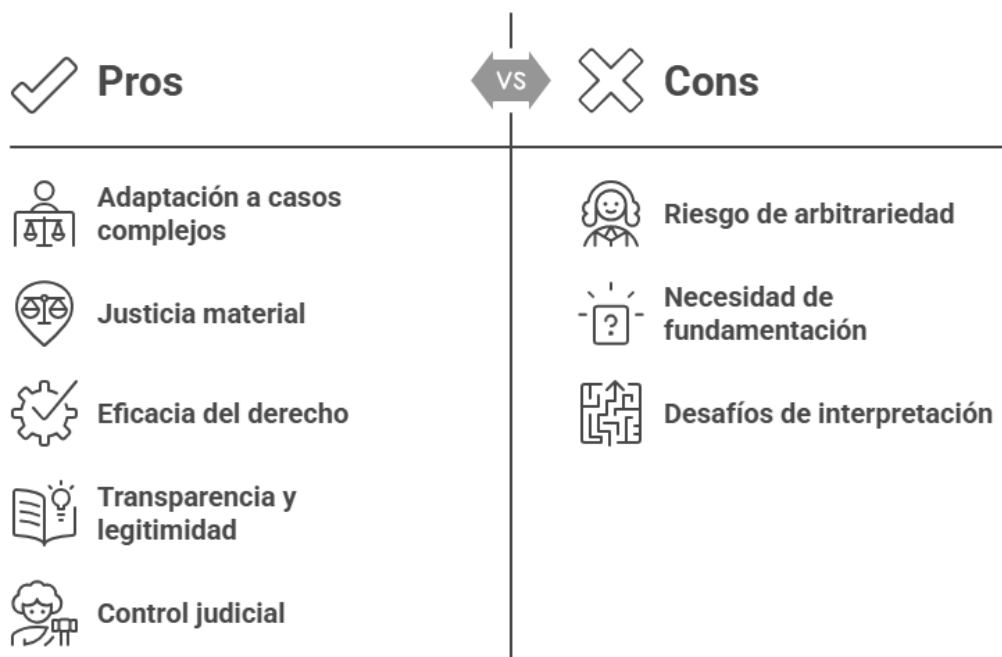 Pros
VS
Cons
Adaptación a casos
complejos
Justicia material
Eficacia del derecho
Transparencia y
legitimidad
Control judicial
Riesgo de arbitrariedad
?
Necesidad de
fundamentación
Desafíos de interpretación